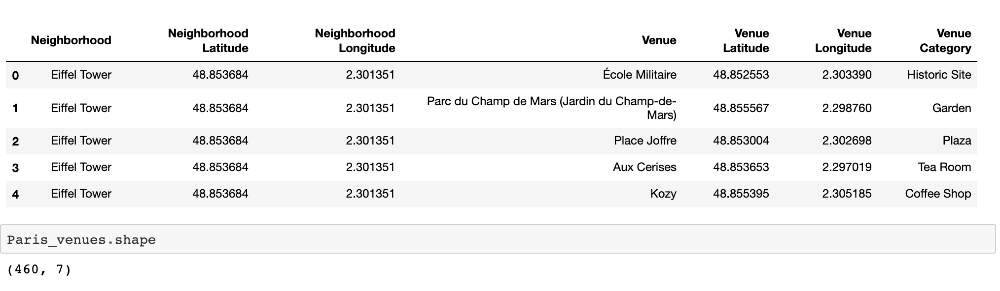 Neighborhood Neighborhood Latitude Neighborhood Longitude Venue Venue Latitude Venue Longitude Venue Category
0 Eiffel Tower 48.853684 2.301351 École Militaire 48.852553 2.303390 Historic Site
1 Eiffel Tower 48.853684 2.301351 Parc du Champ de Mars (Jardin du Champ-de-Mars) 48.855567 2.298760 Garden
2 Eiffel Tower 48.853684 2.301351 Place Joffre 48.853004 2.302698 Plaza
3 Eiffel Tower 48.853684 2.301351 Aux Cerises 48.853653 2.297019 Tea Room
4 Eiffel Tower 48.853684 2.301351 Kozy 48.855395 2.305185 Coffee Shop
Paris_venues.shape
(460, 7)